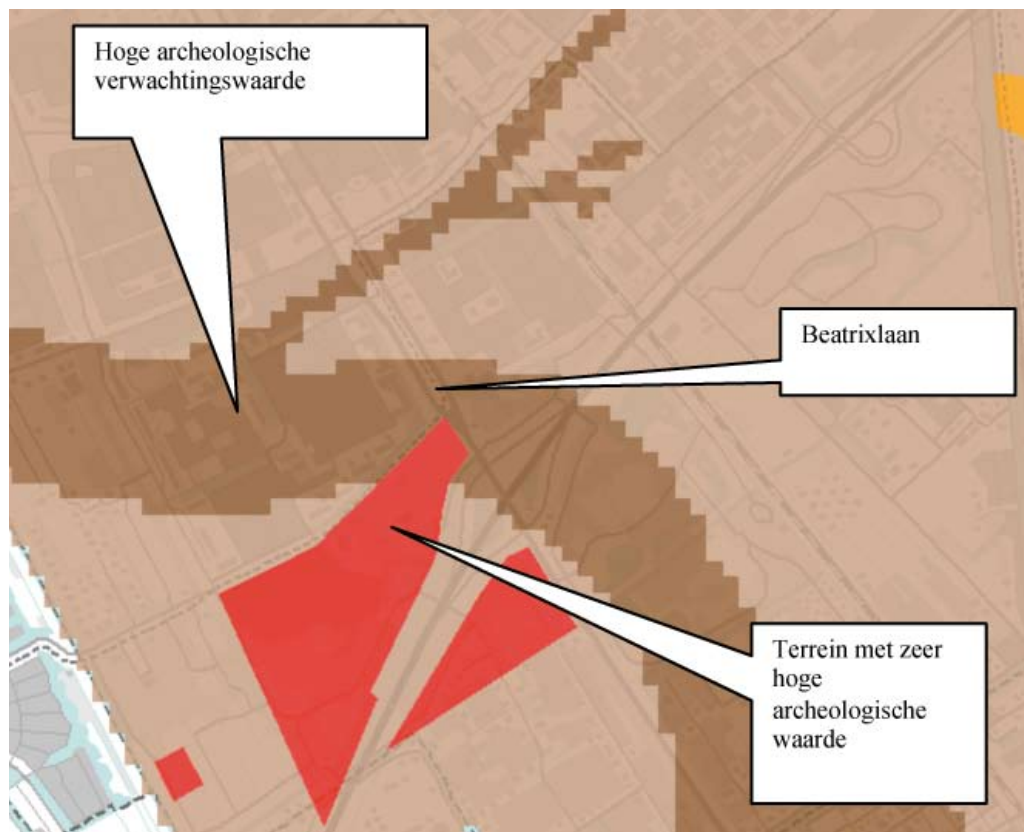 Hoge archeologische
verwachtingswaarde
Beatrixlaan
Terrein met zeer
hoge
archeologische
waarde